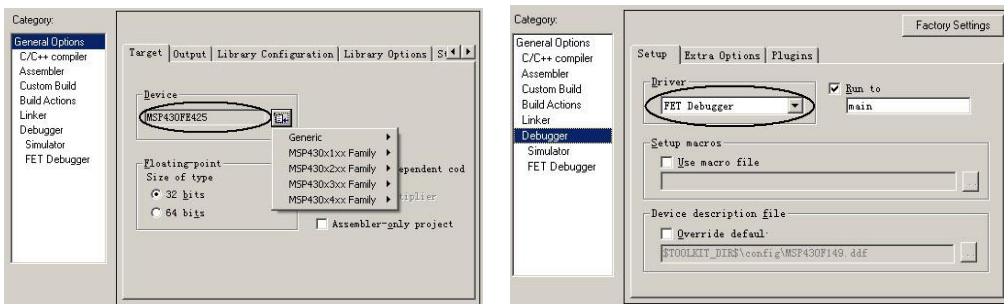 Category:
General Options
C/C++ compiler
Assembler
Custom Build
Build Actions
Linker
Debugger
Simulator
FET Debugger
Target
Output
Library Configuration
Library Options
Device
MSP430FE425
Generic
MSP430x1xx Family
MSP430x2xx Family
MSP430x3xx Family
MSP430x4xx Family
Floating-point
Size of type
32 bits
64 bits
ependent cod
tiplier
Assembler-only project
Category:
General Options
C/C++ compiler
Assembler
Custom Build
Build Actions
Linker
Debugger
Simulator
FET Debugger
Factory Settings
Setup
Extra Options
Plugins
Driver
FET Debugger
Run to
main
Setup macros
Use macro file
Device description file
Override defaul
$TOOLKIT_DIR$\config\MSP430F149.ddf